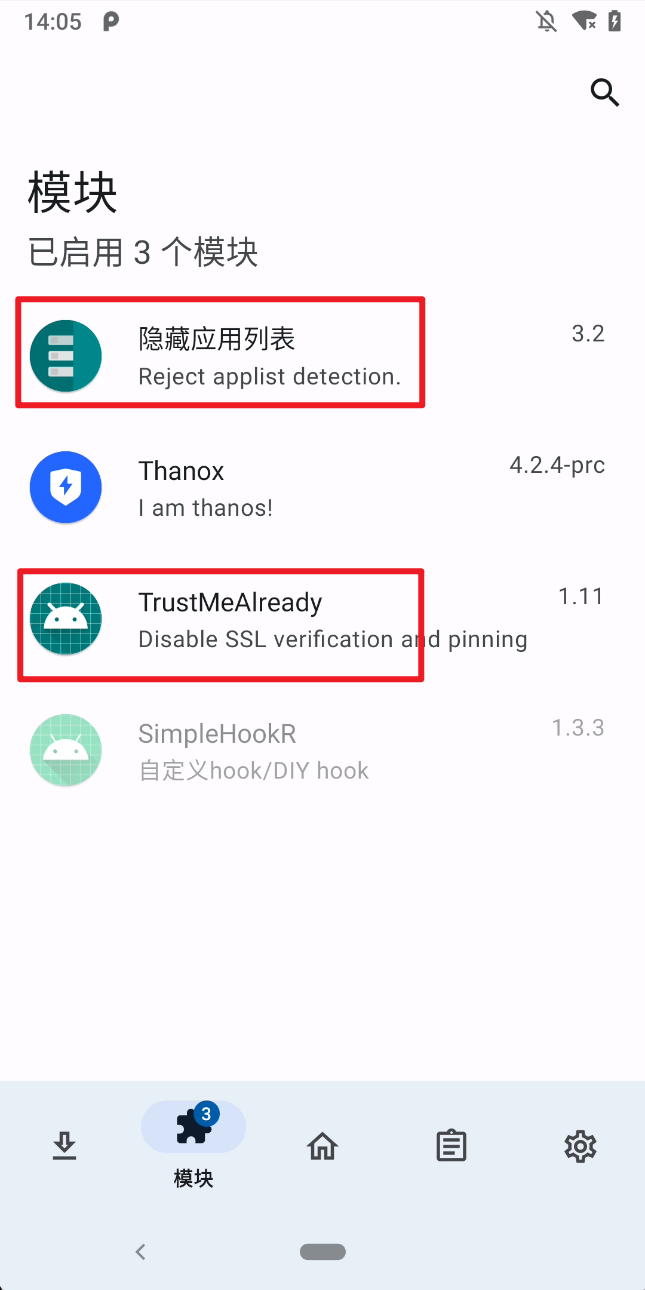 14:05
模块
已启用 3 个模块
隐藏应用列表
3.2
Reject applist detection.
Thanox
4.2.4-prc
I am thanos!
TrustMeAlready
1.11
Disable SSL verification and pinning
SimpleHookR
1.3.3
自定义hook/DIY hook
3
模块